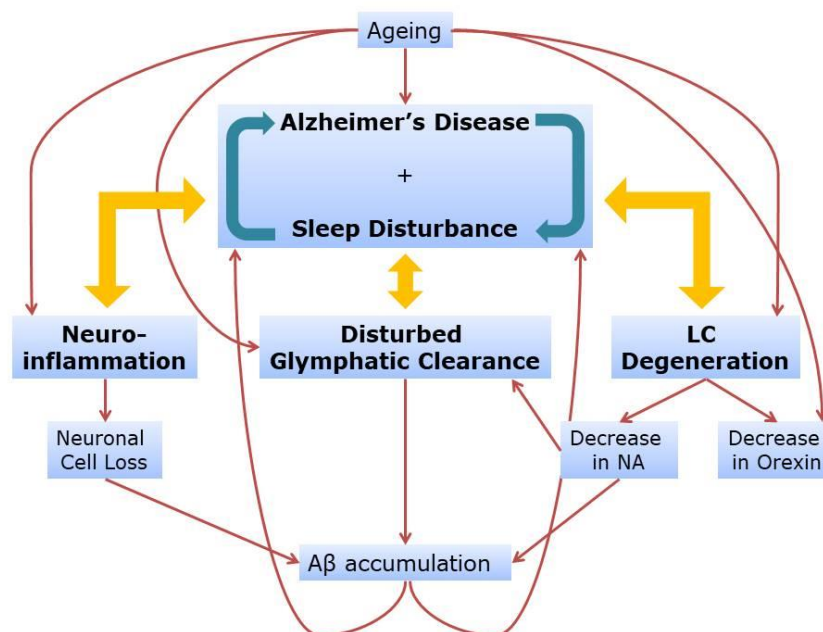 Ageing
Alzheimer's Disease
+
Sleep Disturbance
Neuro-
inflammation
Disturbed
Glymphatic Clearance
LC
Degeneration
Neuronal
Cell Loss
Decrease
in NA
Decrease
in Orexin
Aβ accumulation